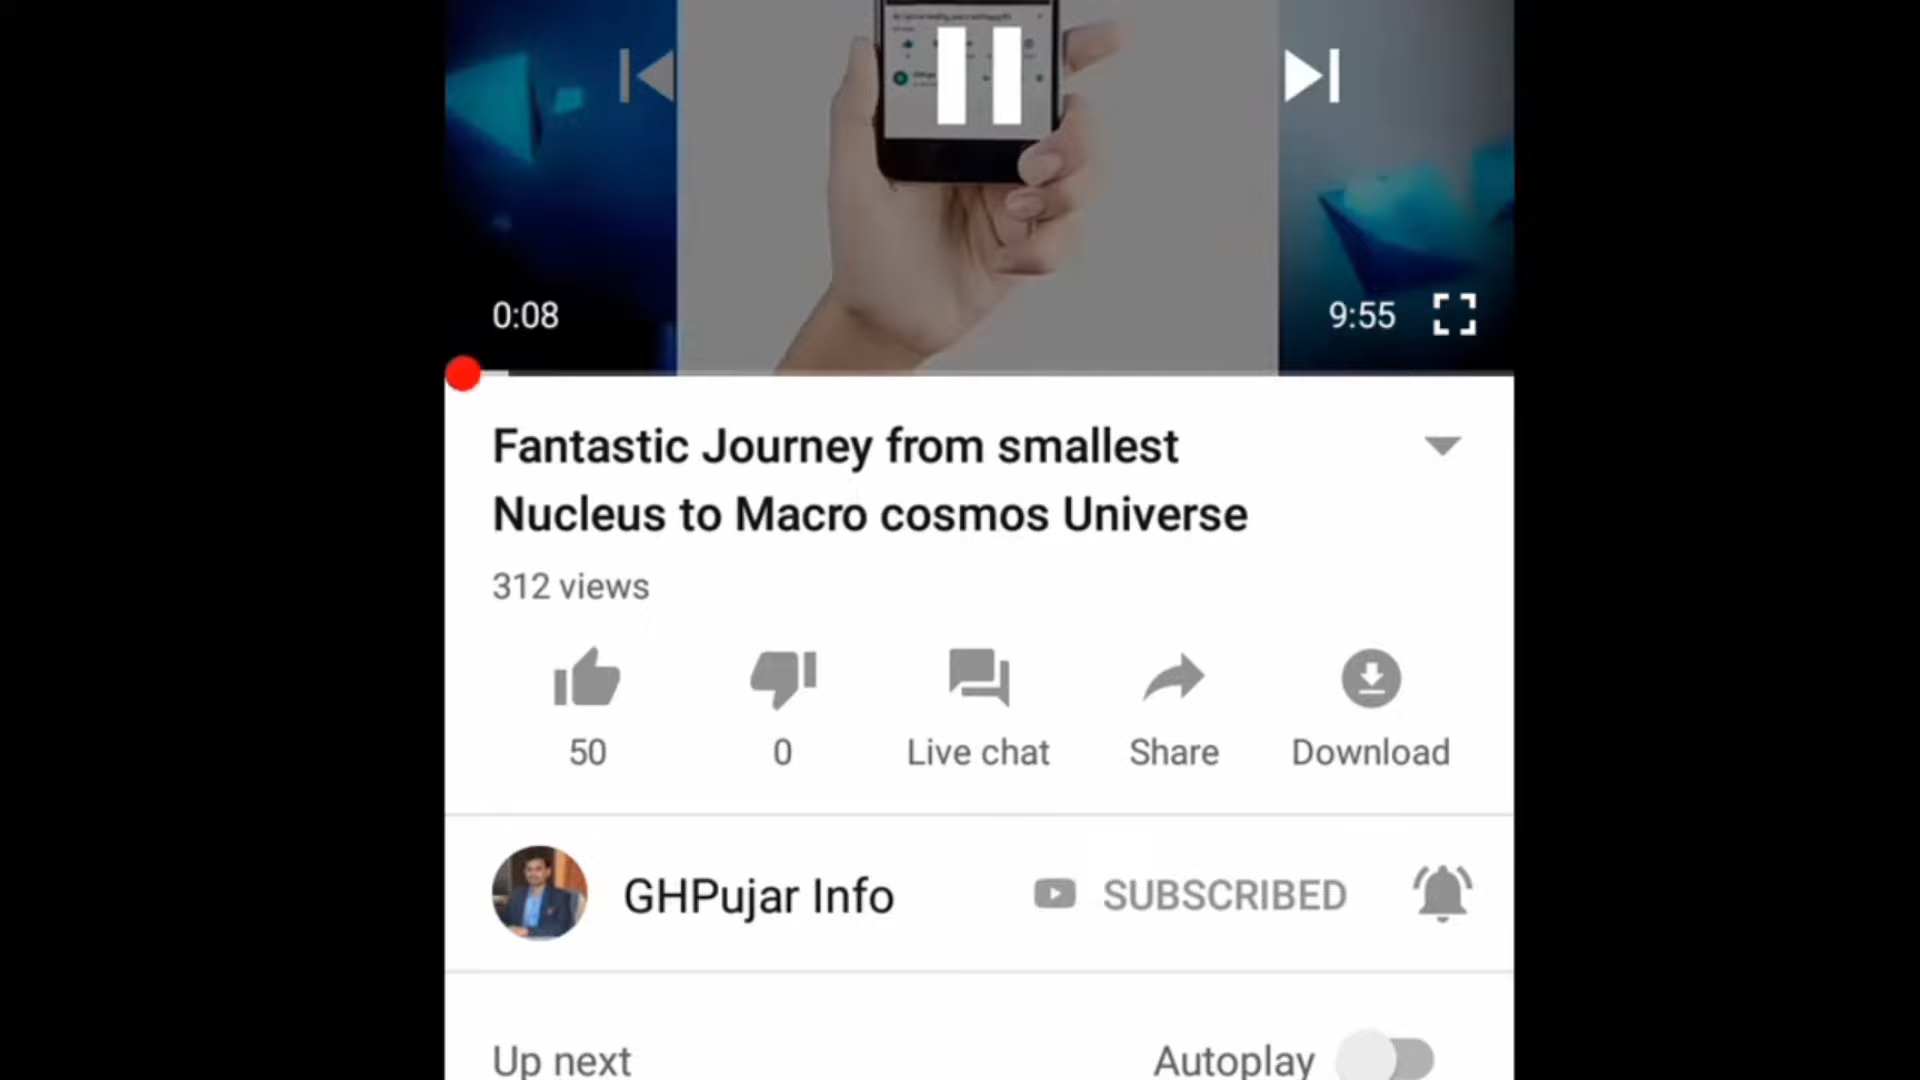 0:08
9:55
Fantastic Journey from smallest
Nucleus to Macro cosmos Universe
312 views
50
0
Live chat
Share
Download
GHPujar Info
SUBSCRIBED
Up next
Autoplay